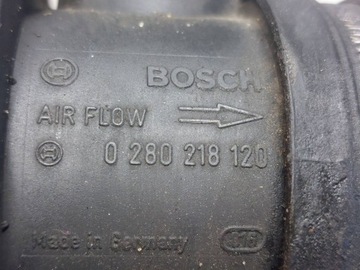 BOSCH
AIR FLOW
0 280 218 120
Made in Germany